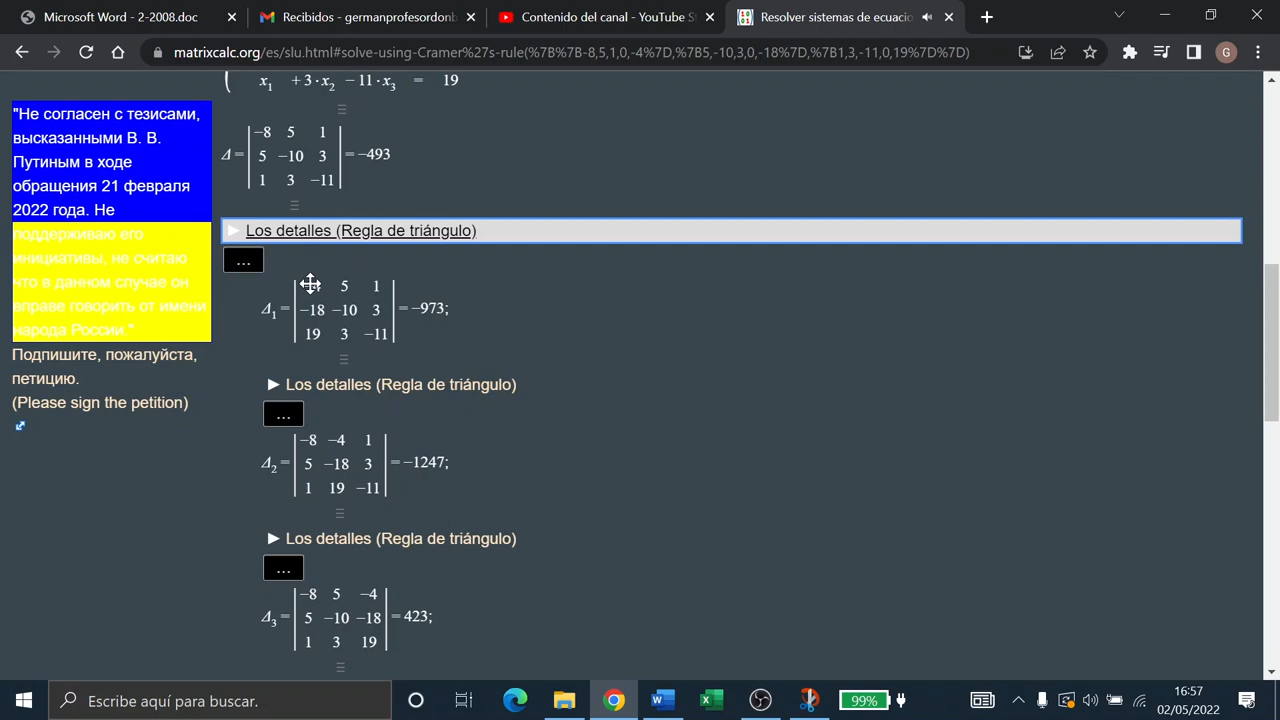 Microsoft Word - 2-2008.doc
Recibidos - germanprofesordonb
Contenido del canal - YouTube S
Resolver sistemas de ecuacio
matrixcalc.org/es/slu.html#solve-using-Cramer%27s-rule(%7B%7B-8,5,1,0,-4%7D,%7B5,-10,3,0,-18%7D,%7B1,3,-11,0,19%7D%7D)
G
x₁ +3·x₂ −11·x₃ = 19
"Не согласен с тезисами,
высказанными В. В.
Путиным в ходе
обращения 21 февраля
2022 года. Не
поддерживаю его
инициативы, не считаю
что в данном случае он
вправе говорить от имени
народа России."
Подпишите, пожалуйста,
петицию.
(Please sign the petition)
−8 5 1
Δ = 5 −10 3 = −493
1 3 −11
► Los detalles (Regla de triángulo)
...
5 1
Δ₁ = −18 −10 3 = −973;
19 3 −11
► Los detalles (Regla de triángulo)
...
−8 −4 1
Δ₂ = 5 −18 3 = −1247;
1 19 −11
► Los detalles (Regla de triángulo)
...
−8 5 −4
Δ₃ = 5 −10 −18 = 423;
1 3 19
Escribe aquí para buscar.
99%
16:57
02/05/2022